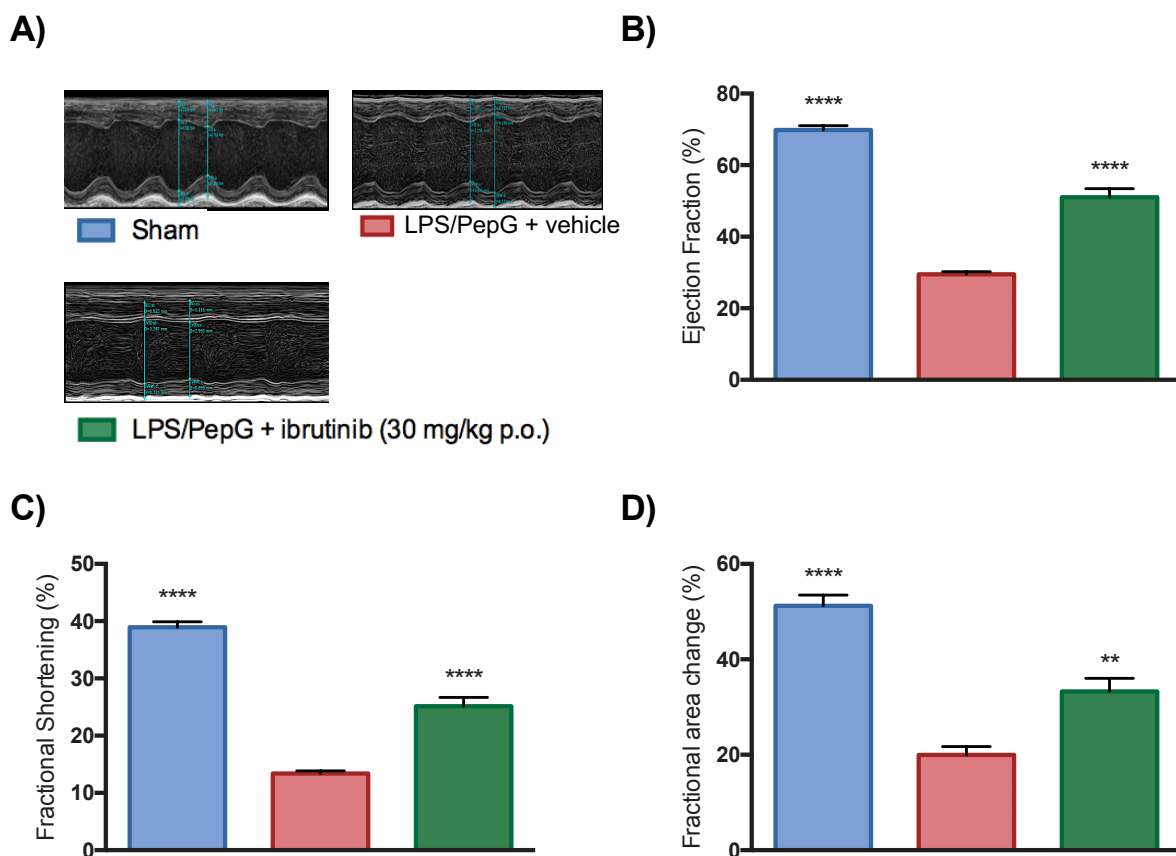 A)
B)
Sham
LPS/PepG + vehicle
LPS/PepG + ibrutinib (30 mg/kg p.o.)
Ejection Fraction (%)
80
60
40
20
0
****
****
C)
D)
Fractional Shortening (%)
50
40
30
20
10
0
****
****
Fractional area change (%)
60
40
20
0
****
**